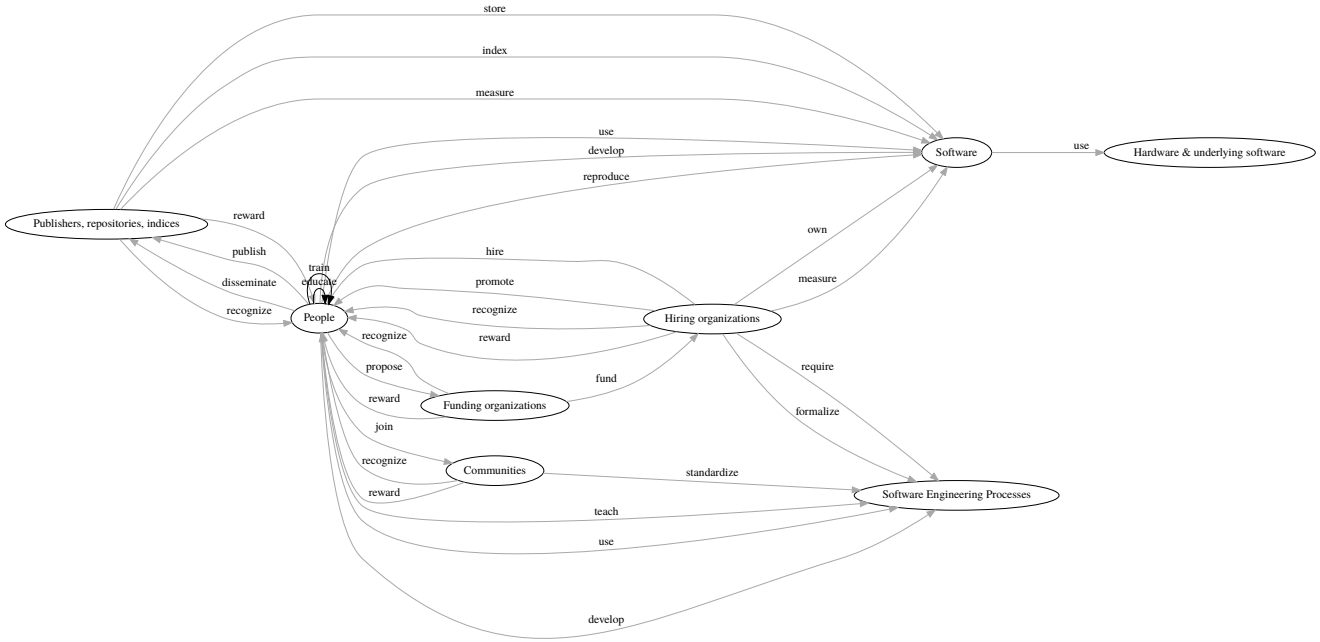 store
index
measure
use
develop
reproduce
Software
use
Hardware & underlying software
Publishers, repositories, indices
reward
publish
disseminate
recognize
train
educate
People
hire
promote
recognize
reward
own
measure
Hiring organizations
recognize
propose
reward
Funding organizations
fund
require
formalize
join
recognize
reward
Communities
standardize
Software Engineering Processes
teach
use
develop